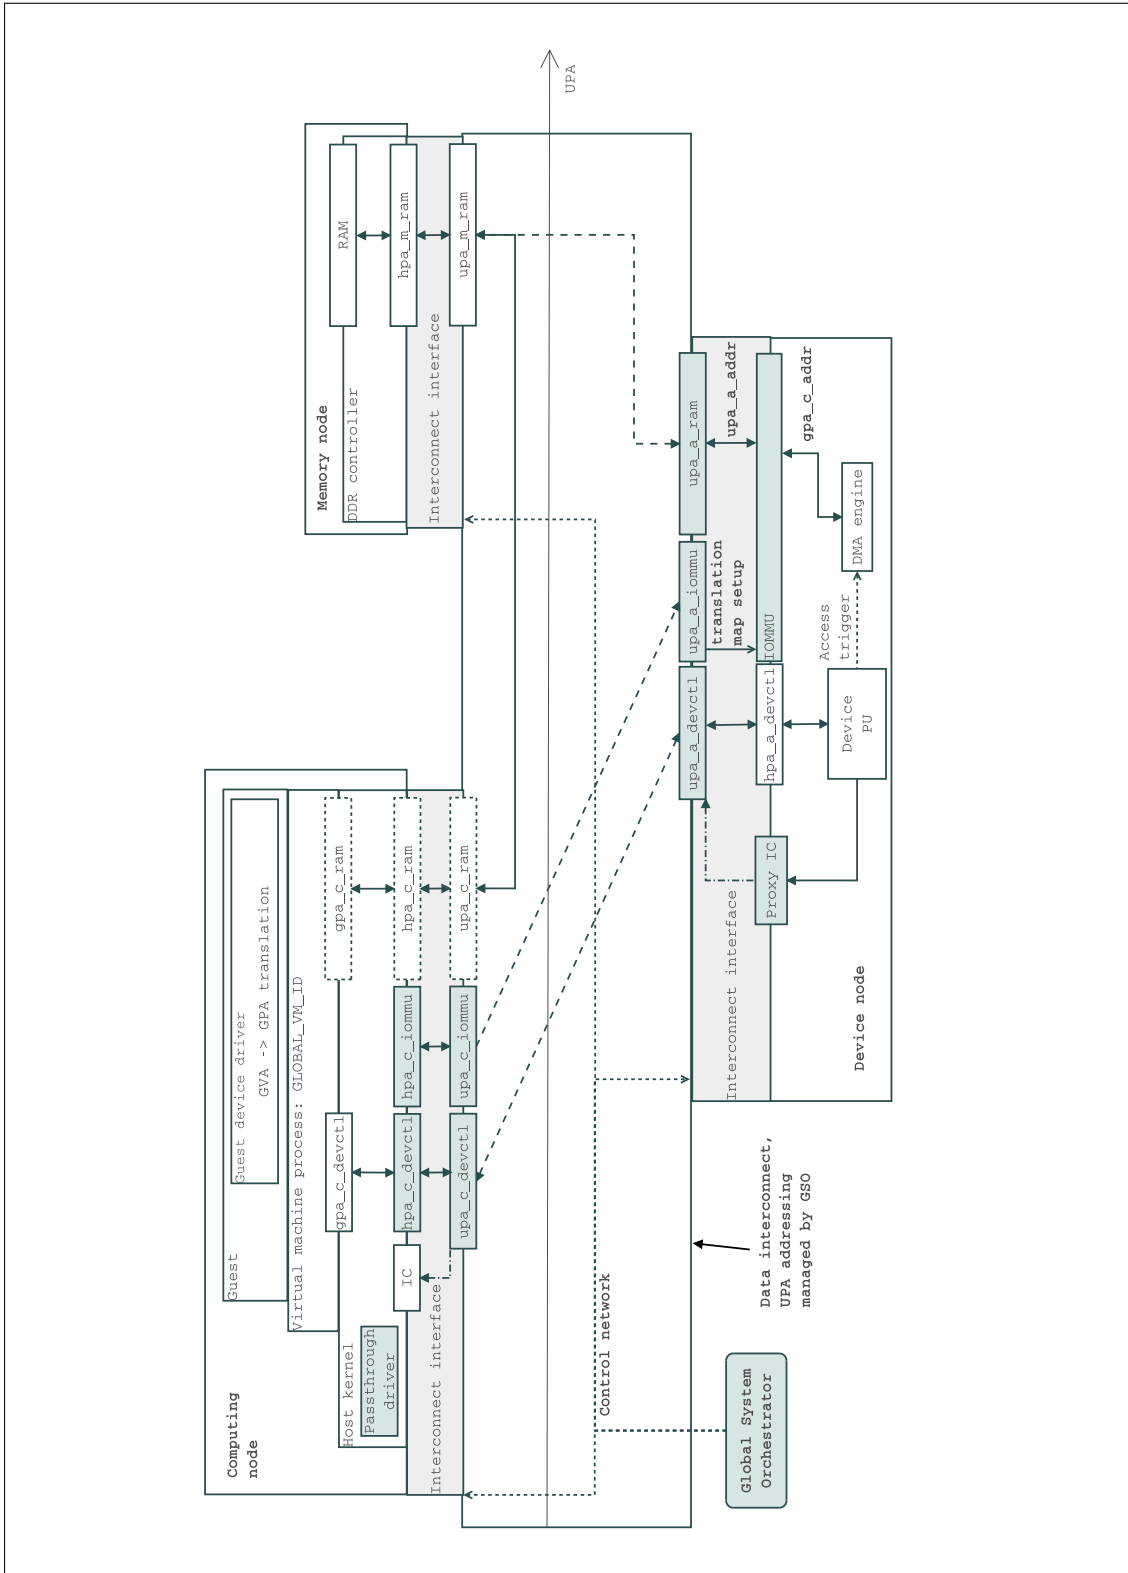 Computing
node
Guest
Guest device driver
GVA -> GPA translation
Virtual machine process: GLOBAL_VM_ID
gpa_c_devctl
gpa_c_ram
Host kernel
Passthrough
driver
IC
hpa_c_devctl
hpa_c_iommu
hpa_c_ram
Interconnect interface
upa_c_devctl
upa_c_iommu
upa_c_ram
Memory node
DDR controller
RAM
hpa_m_ram
Interconnect interface
upa_m_ram
UPA
Control network
Global System
Orchestrator
Data interconnect,
UPA addressing
managed by GSO
upa_a_devctl
upa_a_iommu
upa_a_ram
Interconnect interface
translation
map setup
upa_a_addr
Proxy IC
hpa_a_devctl
IOMMU
gpa_c_addr
Device
PU
Access
trigger
DMA engine
Device node